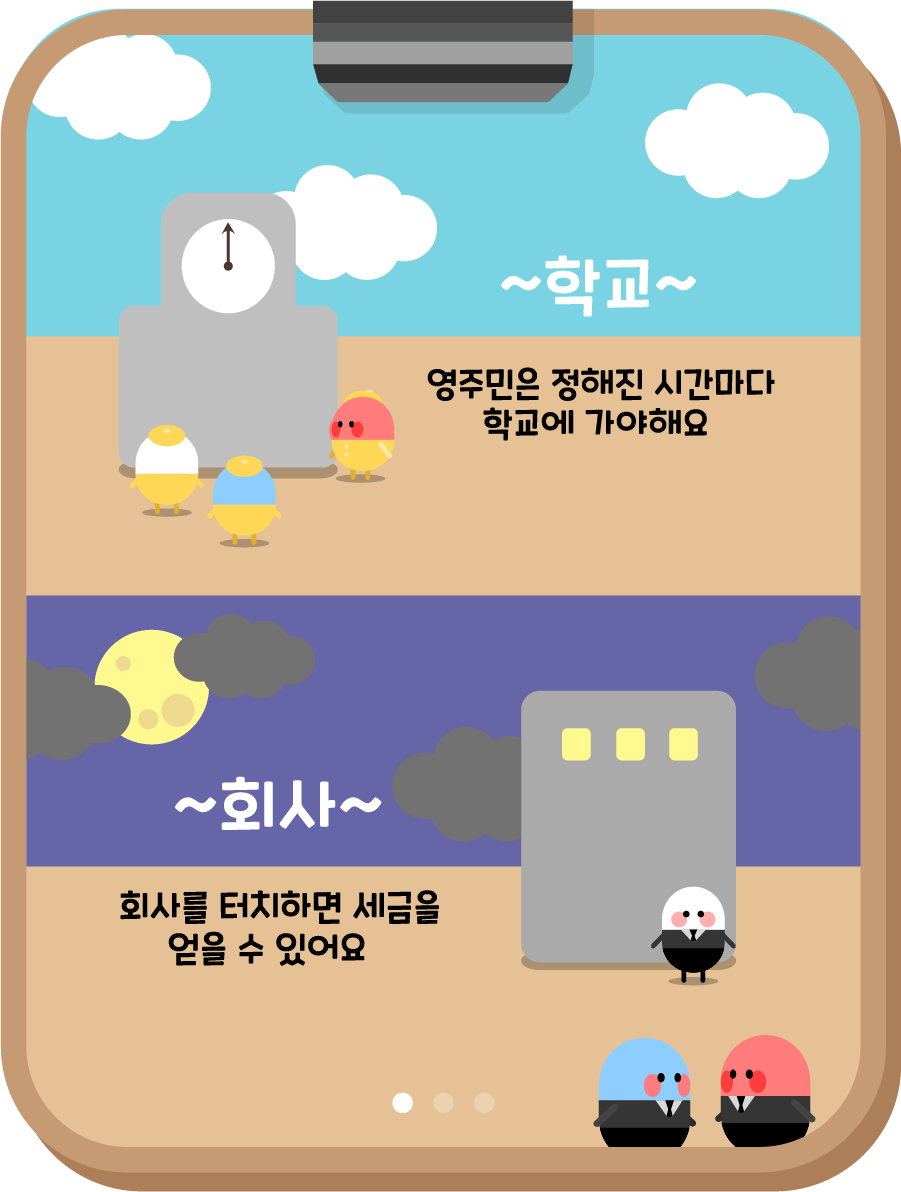 ~학교~
영주민은 정해진 시간마다
학교에 가야해요
~회사~
회사를 터치하면 세금을
얻을 수 있어요